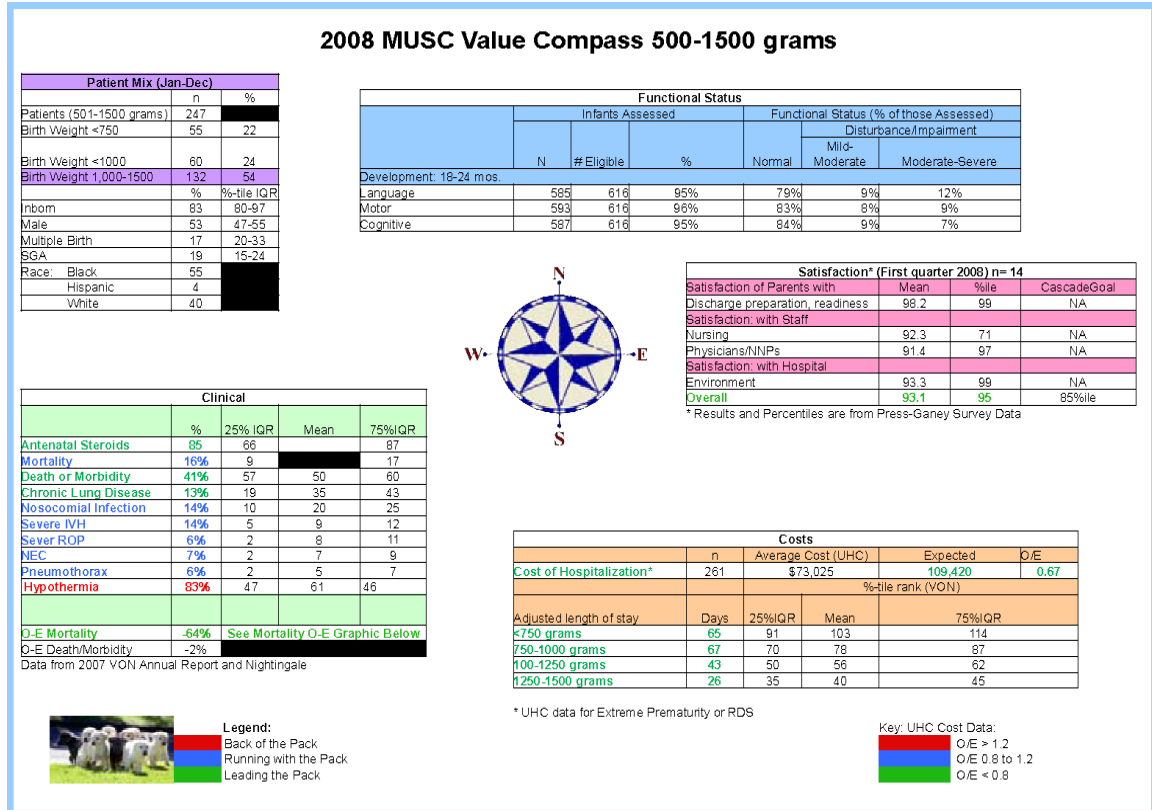 2008 MUSC Value Compass 500-1500 grams
Patient Mix (Jan-Dec)
n %
Patients (501-1500 grams) 247
Birth Weight <750 55 22
Birth Weight <1000 60 24
Birth Weight 1,000-1500 132 54
% %-tile IQR
Inborn 83 80-97
Male 53 47-55
Multiple Birth 17 20-33
SGA 19 15-24
Race: Black 55
Hispanic 4
White 40
Functional Status
Infants Assessed Functional Status (% of those Assessed)
Disturbance/Impairment
N # Eligible % Normal Mild-Moderate Moderate-Severe
Development: 18-24 mos.
Language 585 616 95% 79% 9% 12%
Motor 593 616 96% 83% 8% 9%
Cognitive 587 616 95% 84% 9% 7%
N
W E
S
Satisfaction* (First quarter 2008) n= 14
Satisfaction of Parents with Mean %ile CascadeGoal
Discharge preparation, readiness 98.2 99 NA
Satisfaction: with Staff
Nursing 92.3 71 NA
Physicians/NNPs 91.4 97 NA
Satisfaction: with Hospital
Environment 93.3 99 NA
Overall 93.1 95 85%ile
* Results and Percentiles are from Press-Ganey Survey Data
Clinical
% 25% IQR Mean 75%IQR
Antenatal Steroids 85 66 87
Mortality 16% 9 17
Death or Morbidity 41% 57 50 60
Chronic Lung Disease 13% 19 35 43
Nosocomial Infection 14% 10 20 25
Severe IVH 14% 5 9 12
Sever ROP 6% 2 8 11
NEC 7% 2 7 9
Pneumothorax 6% 2 5 7
Hypothermia 83% 47 61 46
O-E Mortality -64% See Mortality O-E Graphic Below
O-E Death/Morbidity -2%
Data from 2007 VON Annual Report and Nightingale
Costs
n Average Cost (UHC) Expected O/E
Cost of Hospitalization* 261 $73,025 109,420 0.67
%-tile rank (VON)
Adjusted length of stay Days 25%IQR Mean 75%IQR
<750 grams 65 91 103 114
750-1000 grams 67 70 78 87
100-1250 grams 43 50 56 62
1250-1500 grams 26 35 40 45
* UHC data for Extreme Prematurity or RDS
Legend:
Back of the Pack
Running with the Pack
Leading the Pack
Key: UHC Cost Data:
O/E > 1.2
O/E 0.8 to 1.2
O/E < 0.8